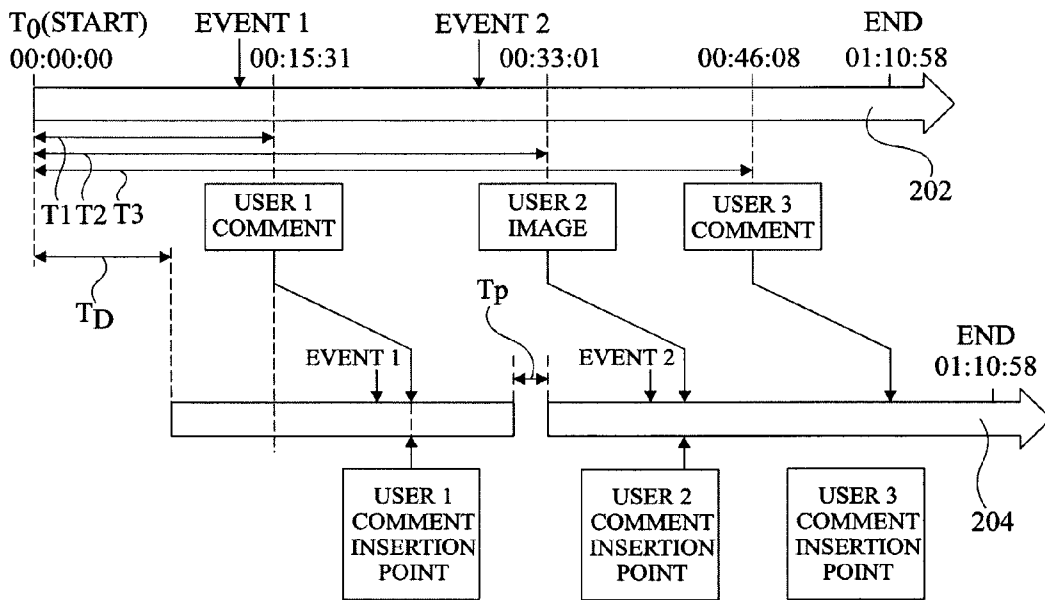 T0(START) EVENT 1 EVENT 2 END
00:00:00 00:15:31 00:33:01 00:46:08 01:10:58
T1 T2 T3
202
USER 1
COMMENT
USER 2
IMAGE
USER 3
COMMENT
TD
Tp
EVENT 1
EVENT 2
END
01:10:58
204
USER 1
COMMENT
INSERTION
POINT
USER 2
COMMENT
INSERTION
POINT
USER 3
COMMENT
INSERTION
POINT